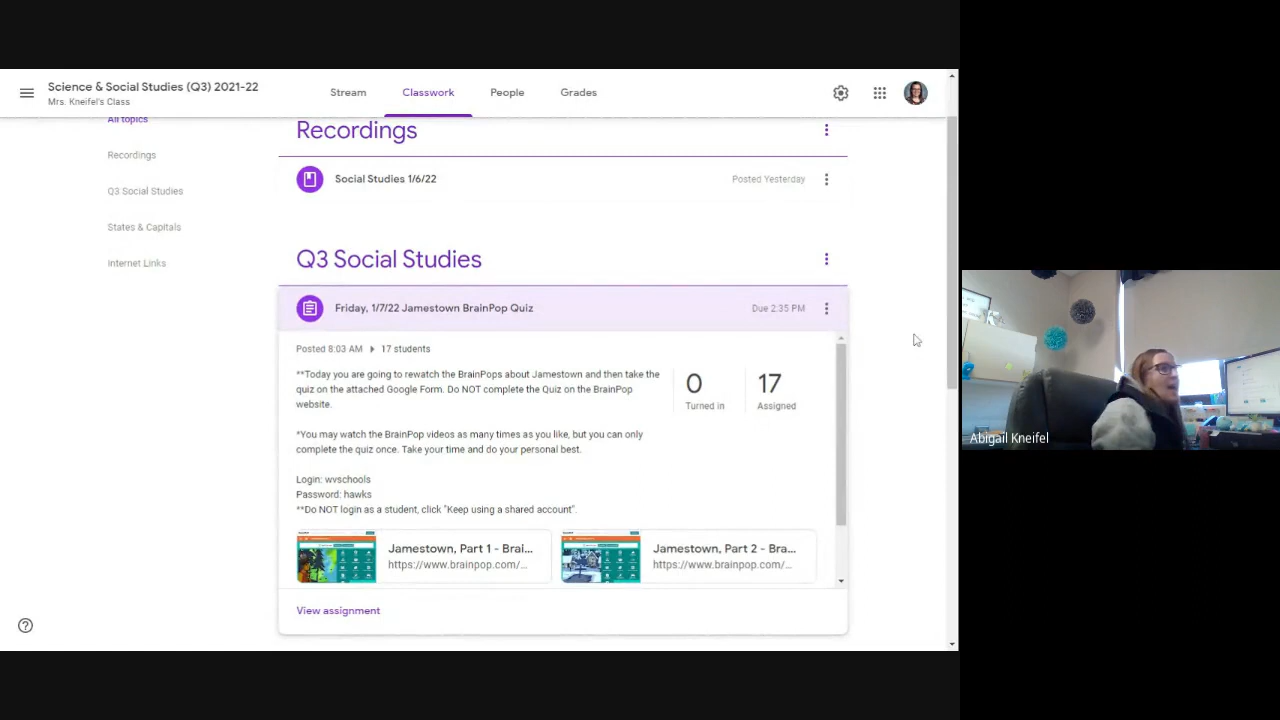 Science & Social Studies (Q3) 2021-22
Mrs. Kneifel's Class
Stream
Classwork
People
Grades
All topics
Recordings
Q3 Social Studies
States & Capitals
Internet Links
Recordings
Social Studies 1/6/22
Posted Yesterday
Q3 Social Studies
Friday, 1/7/22 Jamestown BrainPop Quiz
Due 2:35 PM
Posted 8:03 AM
17 students
**Today you are going to rewatch the BrainPops about Jamestown and then take the
quiz on the attached Google Form. Do NOT complete the Quiz on the BrainPop
website.
*You may watch the BrainPop videos as many times as you like, but you can only
complete the quiz once. Take your time and do your personal best.
Login: wvschools
Password: hawks
**Do NOT login as a student, click "Keep using a shared account".
0
Turned in
17
Assigned
Jamestown, Part 1 - Brai...
https://www.brainpop.com/...
Jamestown, Part 2 - Bra...
https://www.brainpop.com/...
View assignment
Abigail Kneifel